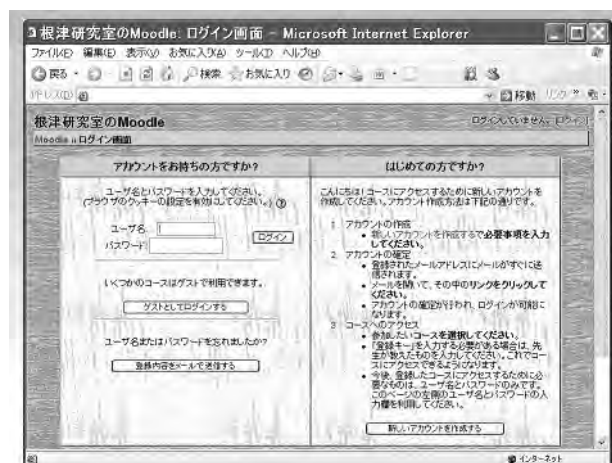 根津研究室のMoodle: ログイン画面 - Microsoft Internet Explorer
ファイル(F) 編集(E) 表示(V) お気に入り(A) ツール(T) ヘルプ(H)
戻る 検索 お気に入り
アドレス(D) 移動 リンク
根津研究室のMoodle
ログインしていません。[ログイン]
Moodle » ログイン画面
アカウントをお持ちの方ですか?
ユーザ名とパスワードを入力してください。
(ブラウザのクッキーの設定を有効にしてください。)
ユーザ名
パスワード
ログイン
いくつかのコースはゲストで利用できます。
ゲストとしてログインする
ユーザ名またはパスワードを忘れましたか?
登録内容をメールで送信する
はじめての方ですか?
こんにちは! コースにアクセスするために新しいアカウントを
作成してください。アカウント作成方法は下記の通りです。
1 アカウントの作成
• 新しいアカウントを作成するで必要事項を入力
してください。
2 アカウントの確定
• 登録されたメールアドレスにメールがすぐに送
信されます。
• メールを開いて、その中のリンクをクリックして
ください。
• アカウントの確定が行われ、ログインが可能に
なります。
3 コースへのアクセス
• 参加したいコースを選択してください。
• 「登録キー」を入力する必要がある場合は、先
生が教えたものを入力してください。これでコー
スにアクセスできるようになります。
• 今後、登録したコースにアクセスするために必
要なものは、ユーザ名とパスワードのみです。
このページの左側のユーザ名とパスワードの入
力欄を利用してください。
新しいアカウントを作成する
インターネット